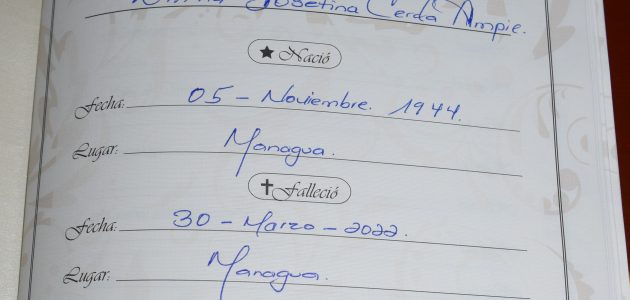 Josefina Cerda Ampie.
Nació
Fecha: 05 - Noviembre. 1944.
Lugar: Managua.
Falleció
Fecha: 30 - Marzo - 2022.
Lugar: Managua.